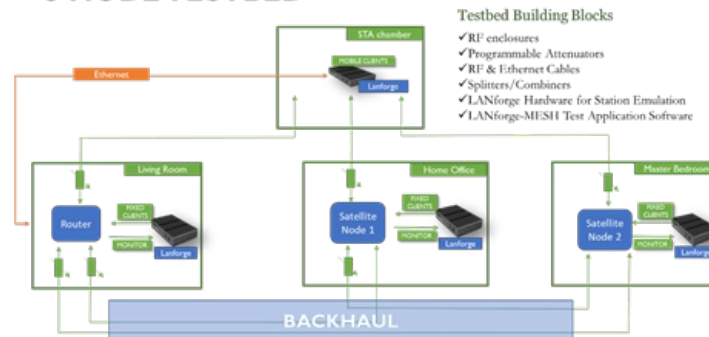 Testbed Building Blocks
✓RF enclosures
✓Programmable Attenuators
✓RF & Ethernet Cables
✓Splitters/Combiners
✓LANforge Hardware for Station Emulation
✓LANforge-MESH Test Application Software
STA chamber
MOBILE CLIENTS
Lanforge
Ethernet
Living Room
Router
FIXED
CLIENTS
MONITOR
Lanforge
Home Office
Satellite
Node 1
FIXED
CLIENTS
MONITOR
Lanforge
Master Bedroom
Satellite
Node 2
FIXED
CLIENTS
MONITOR
Lanforge
BACKHAUL